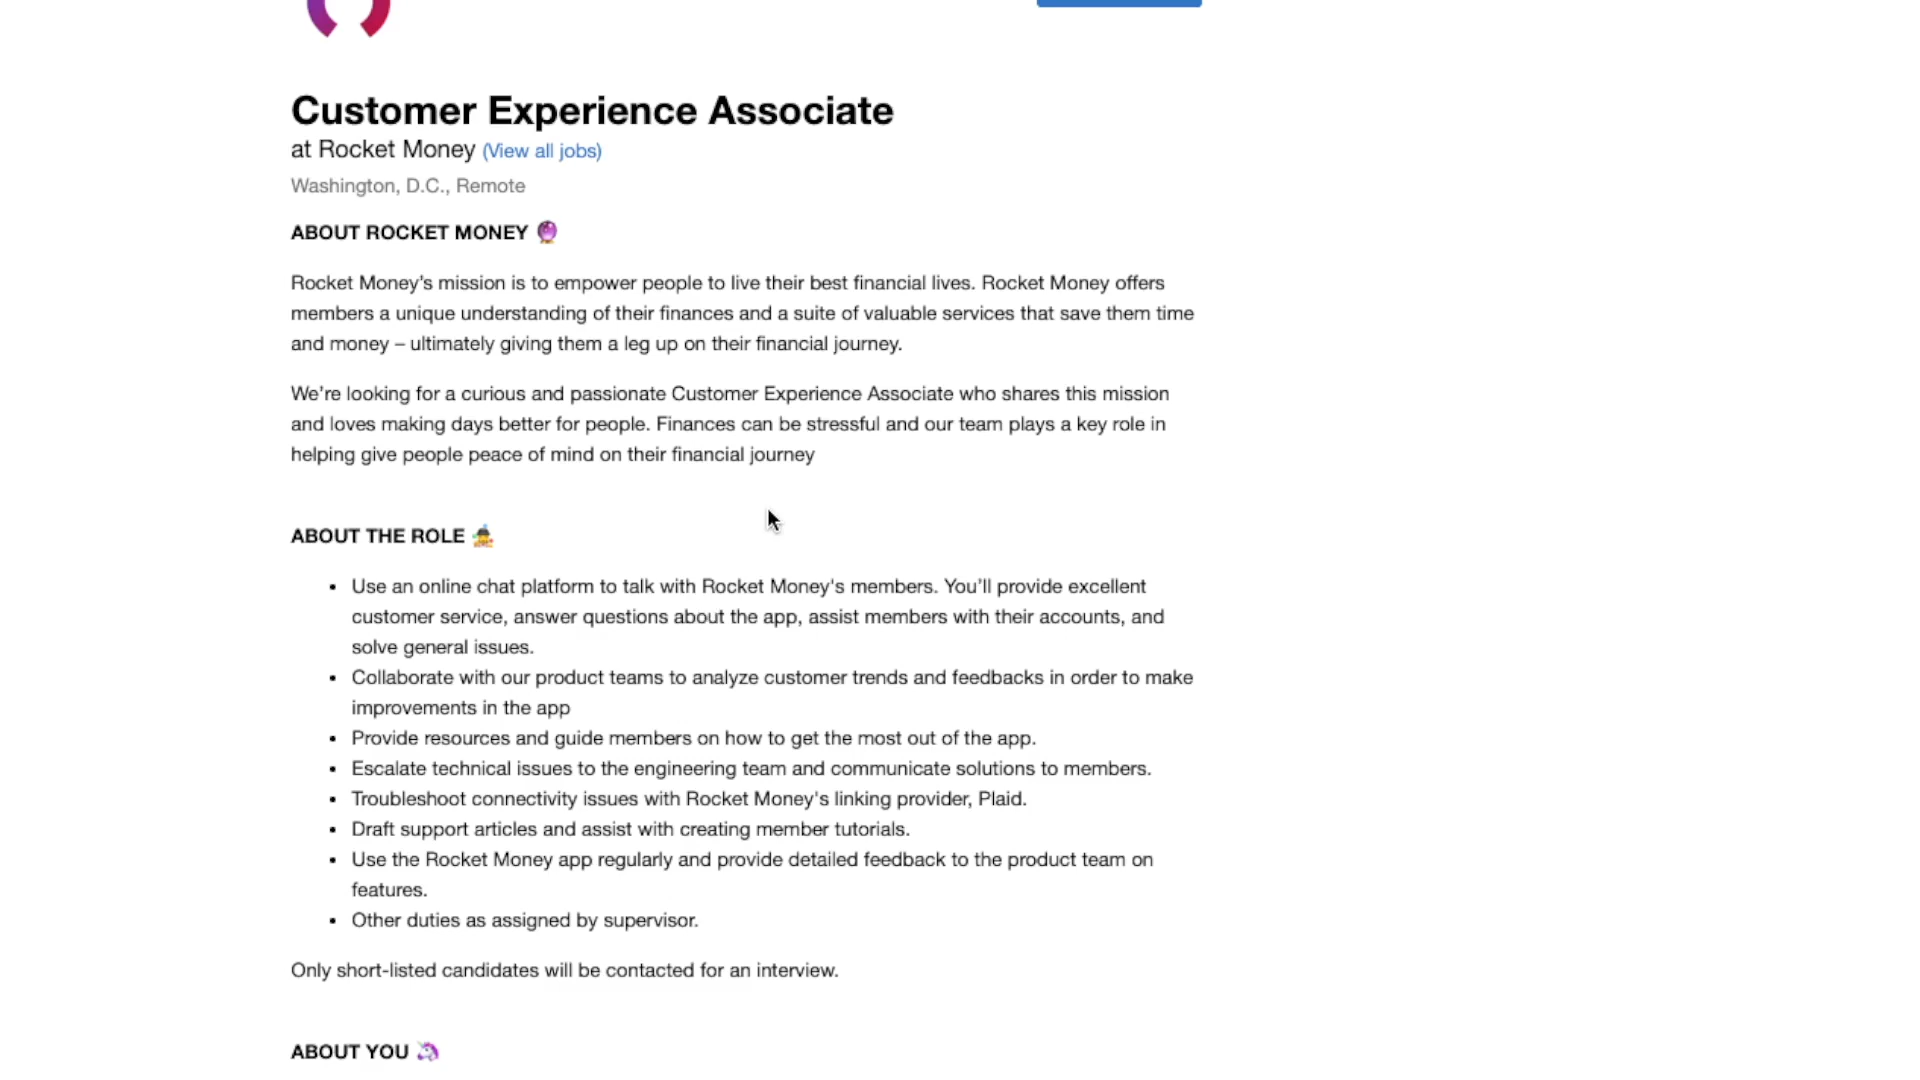 Customer Experience Associate
at Rocket Money (View all jobs)
Washington, D.C., Remote
ABOUT ROCKET MONEY 🔮
Rocket Money’s mission is to empower people to live their best financial lives. Rocket Money offers
members a unique understanding of their finances and a suite of valuable services that save them time
and money – ultimately giving them a leg up on their financial journey.
We’re looking for a curious and passionate Customer Experience Associate who shares this mission
and loves making days better for people. Finances can be stressful and our team plays a key role in
helping give people peace of mind on their financial journey
ABOUT THE ROLE
• Use an online chat platform to talk with Rocket Money's members. You’ll provide excellent
customer service, answer questions about the app, assist members with their accounts, and
solve general issues.
• Collaborate with our product teams to analyze customer trends and feedbacks in order to make
improvements in the app
• Provide resources and guide members on how to get the most out of the app.
• Escalate technical issues to the engineering team and communicate solutions to members.
• Troubleshoot connectivity issues with Rocket Money's linking provider, Plaid.
• Draft support articles and assist with creating member tutorials.
• Use the Rocket Money app regularly and provide detailed feedback to the product team on
features.
• Other duties as assigned by supervisor.
Only short-listed candidates will be contacted for an interview.
ABOUT YOU 🦄